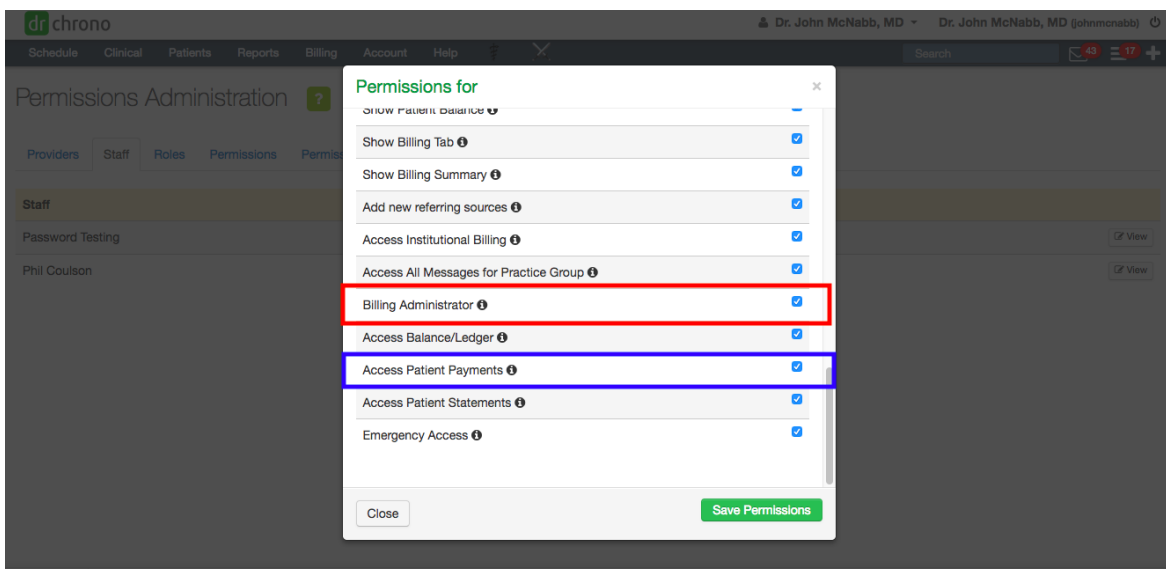 dr chrono
Dr. John McNabb, MD
Dr. John McNabb, MD (johnmcnabb)
Schedule Clinical Patients Reports Billing Account Help
Search
43
17
Permissions Administration ?
Providers Staff Roles Permissions Permiss
Staff
Password Testing
View
Phil Coulson
View
Permissions for
×
Show Patient Balance
Show Billing Tab
Show Billing Summary
Add new referring sources
Access Institutional Billing
Access All Messages for Practice Group
Billing Administrator
Access Balance/Ledger
Access Patient Payments
Access Patient Statements
Emergency Access
Close
Save Permissions